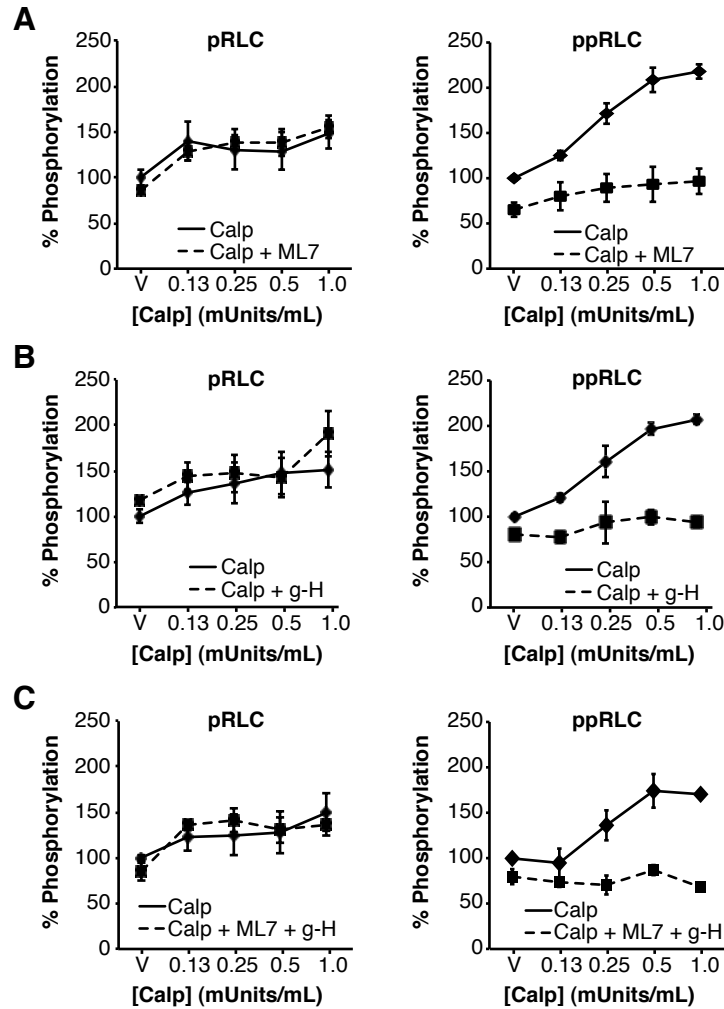 A
pRLC
% Phosphorylation
250
200
150
100
50
0
Calp
Calp + ML7
V 0.13 0.25 0.5 1.0
[Calp] (mUnits/mL)
ppRLC
% Phosphorylation
250
200
150
100
50
0
Calp
Calp + ML7
V 0.13 0.25 0.5 1.0
[Calp] (mUnits/mL)
B
pRLC
% Phosphorylation
250
200
150
100
50
0
Calp
Calp + g-H
V 0.13 0.25 0.5 1.0
[Calp] (mUnits/mL)
ppRLC
% Phosphorylation
250
200
150
100
50
0
Calp
Calp + g-H
V 0.13 0.25 0.5 1.0
[Calp] (mUnits/mL)
C
pRLC
% Phosphorylation
250
200
150
100
50
0
Calp
Calp + ML7 + g-H
V 0.13 0.25 0.5 1.0
[Calp] (mUnits/mL)
ppRLC
% Phosphorylation
250
200
150
100
50
0
Calp
Calp + ML7 + g-H
V 0.13 0.25 0.5 1.0
[Calp] (mUnits/mL)